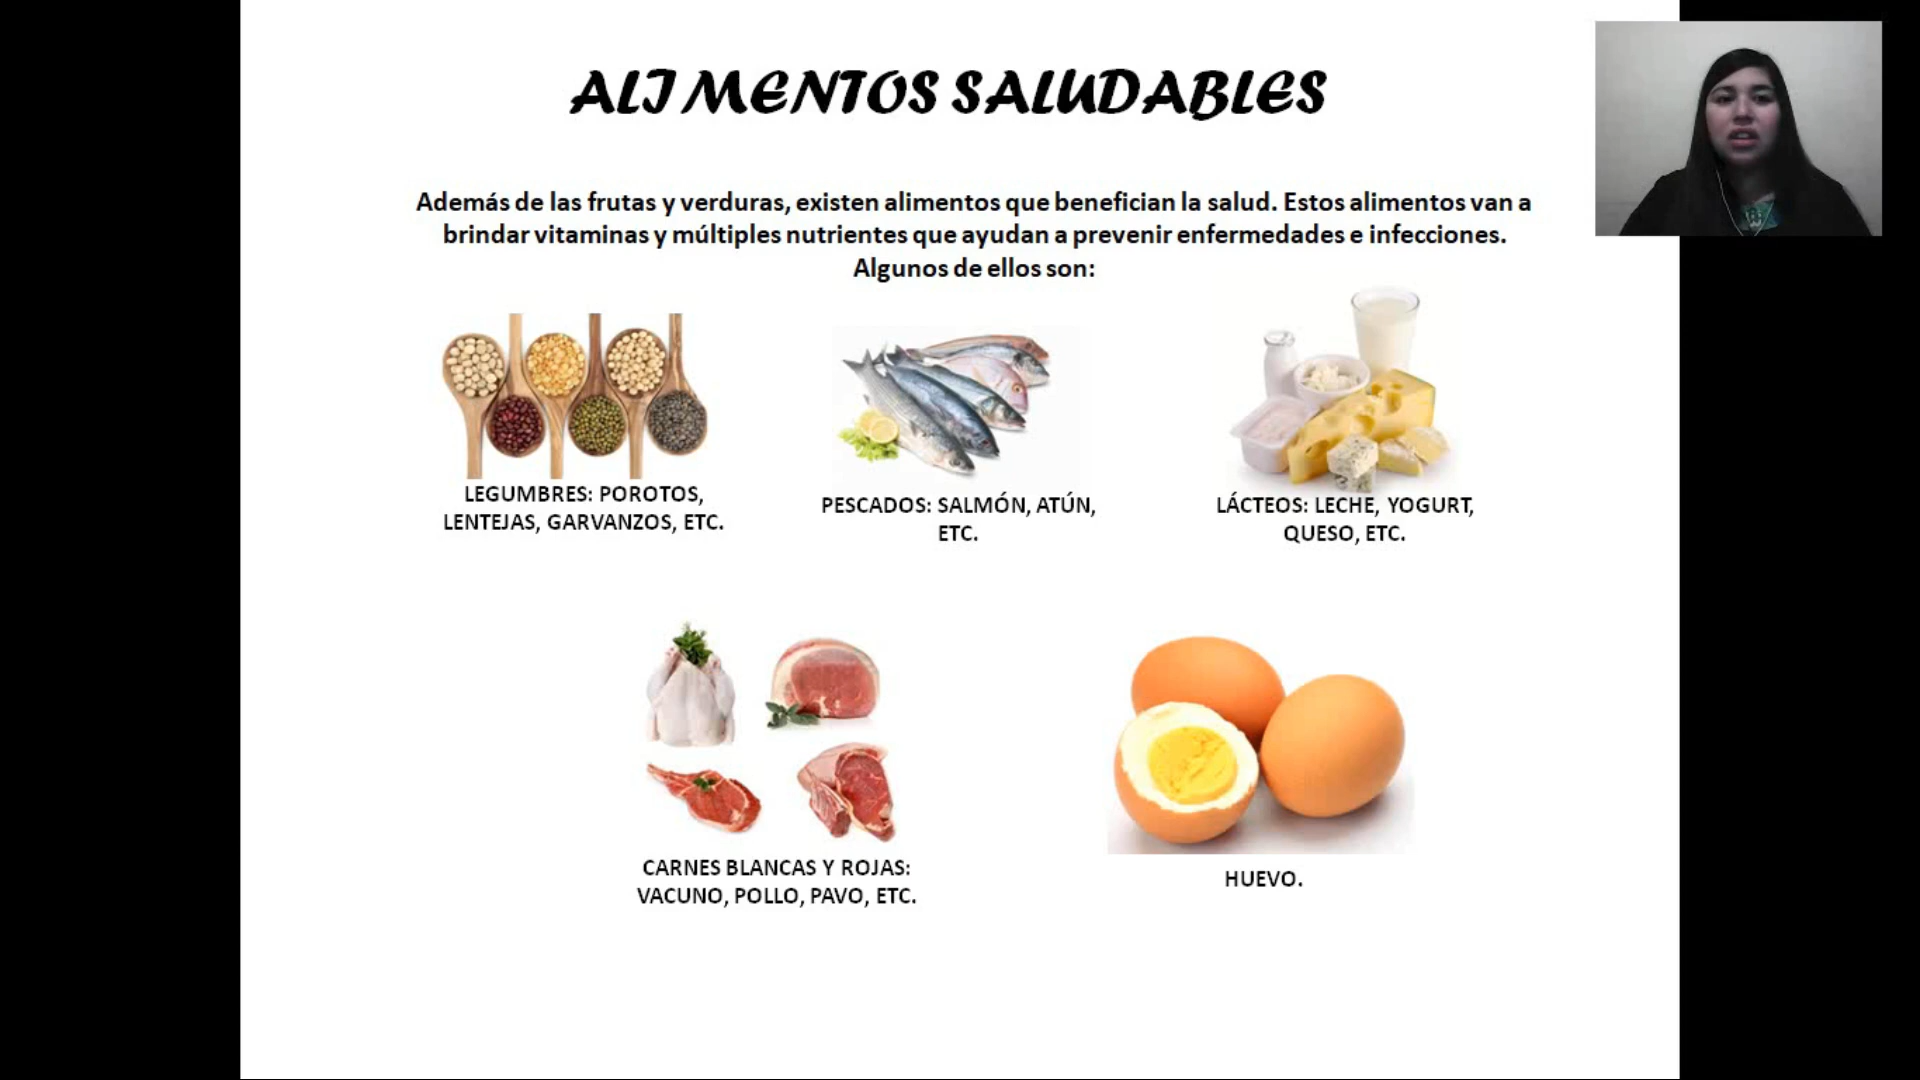 ALIMENTOS SALUDABLES
Además de las frutas y verduras, existen alimentos que benefician la salud. Estos alimentos van a
brindar vitaminas y múltiples nutrientes que ayudan a prevenir enfermedades e infecciones.
Algunos de ellos son:
LEGUMBRES: POROTOS,
LENTEJAS, GARVANZOS, ETC.
PESCADOS: SALMÓN, ATÚN,
ETC.
LÁCTEOS: LECHE, YOGURT,
QUESO, ETC.
CARNES BLANCAS Y ROJAS:
VACUNO, POLLO, PAVO, ETC.
HUEVO.